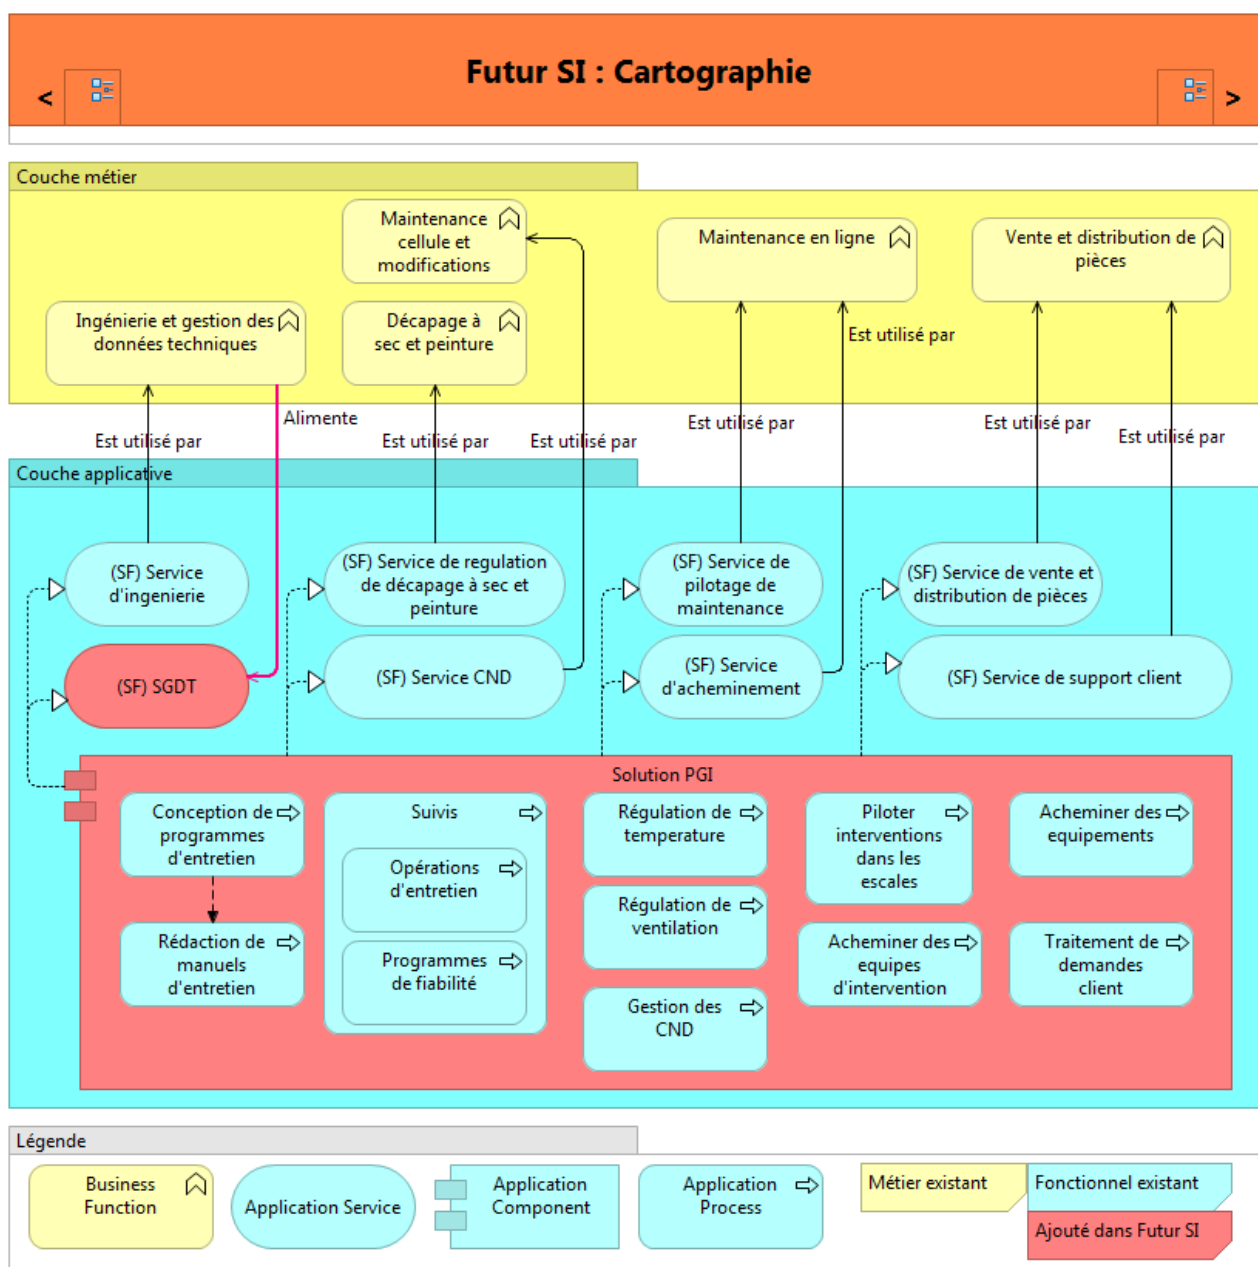 Futur SI : Cartographie
<
>
Couche métier
Maintenance
cellule et
modifications
Maintenance en ligne
Vente et distribution de
pièces
Ingénierie et gestion des
données techniques
Décapage à
sec et peinture
Est utilisé par
Alimente
Est utilisé par
Est utilisé par
Est utilisé par
Est utilisé par
Est utilisé par
Est utilisé par
Couche applicative
(SF) Service
d'ingenierie
(SF) Service de regulation
de décapage à sec et
peinture
(SF) Service de
pilotage de
maintenance
(SF) Service de vente et
distribution de pièces
(SF) SGDT
(SF) Service CND
(SF) Service
d'acheminement
(SF) Service de support client
Solution PGI
Conception de
programmes
d'entretien
Suivis
Régulation de
temperature
Piloter
interventions
dans les
escales
Acheminer des
equipements
Opérations
d'entretien
Régulation de
ventilation
Rédaction de
manuels
d'entretien
Programmes
de fiabilité
Acheminer des
equipes
d'intervention
Traitement de
demandes
client
Gestion des
CND
Légende
Business
Function
Application Service
Application
Component
Application
Process
Métier existant
Fonctionnel existant
Ajouté dans Futur SI